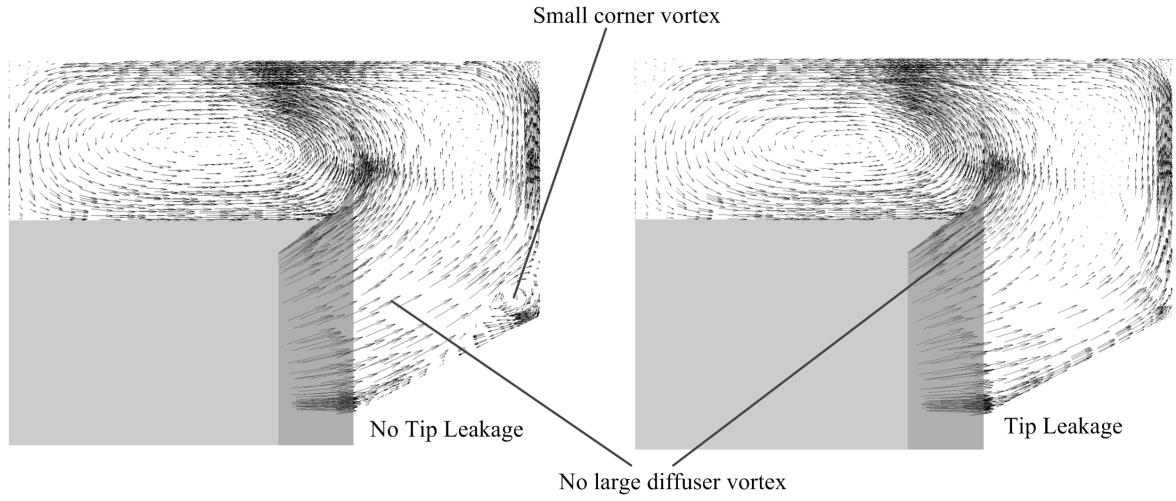 Small corner vortex
No Tip Leakage
Tip Leakage
No large diffuser vortex